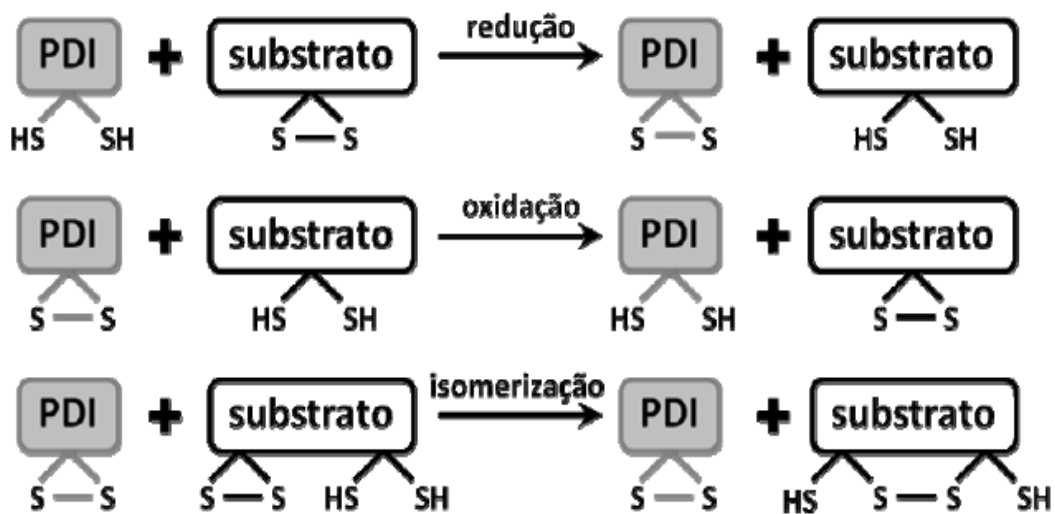 PDI + substrato redução PDI + substrato
HS SH S — S S — S HS SH
PDI + substrato oxidação PDI + substrato
S — S HS SH HS SH S — S
PDI + substrato isomerização PDI + substrato
S — S S — S HS SH S — S HS S — S SH